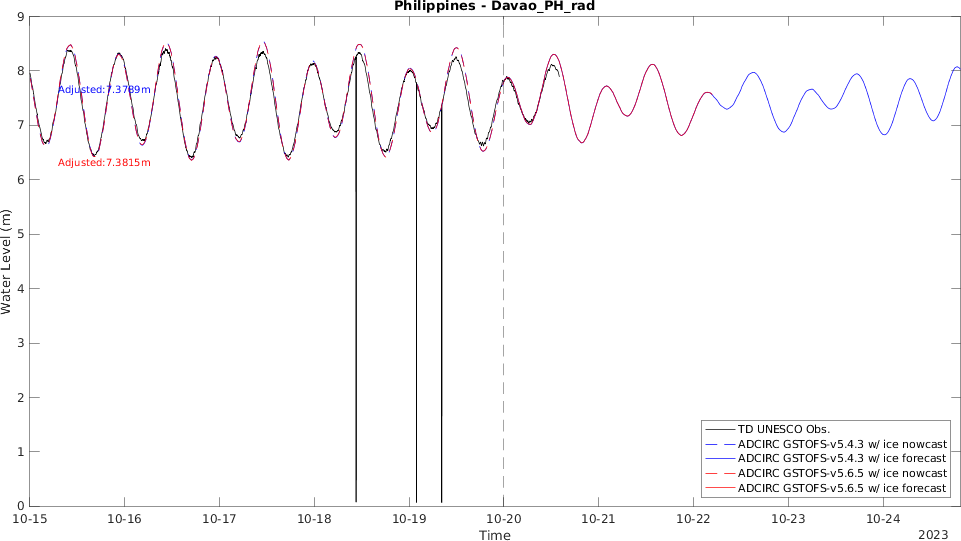 Philippines - Davao_PH_rad
9
8
7
6
5
4
3
2
1
0
Water Level (m)
Adjusted:7.3789m
Adjusted:7.3815m
TD UNESCO Obs.
ADCIRC GSTOFS-v5.4.3 w/ ice nowcast
ADCIRC GSTOFS-v5.4.3 w/ ice forecast
ADCIRC GSTOFS-v5.6.5 w/ ice nowcast
ADCIRC GSTOFS-v5.6.5 w/ ice forecast
10-15 10-16 10-17 10-18 10-19 10-20 10-21 10-22 10-23 10-24
Time
2023